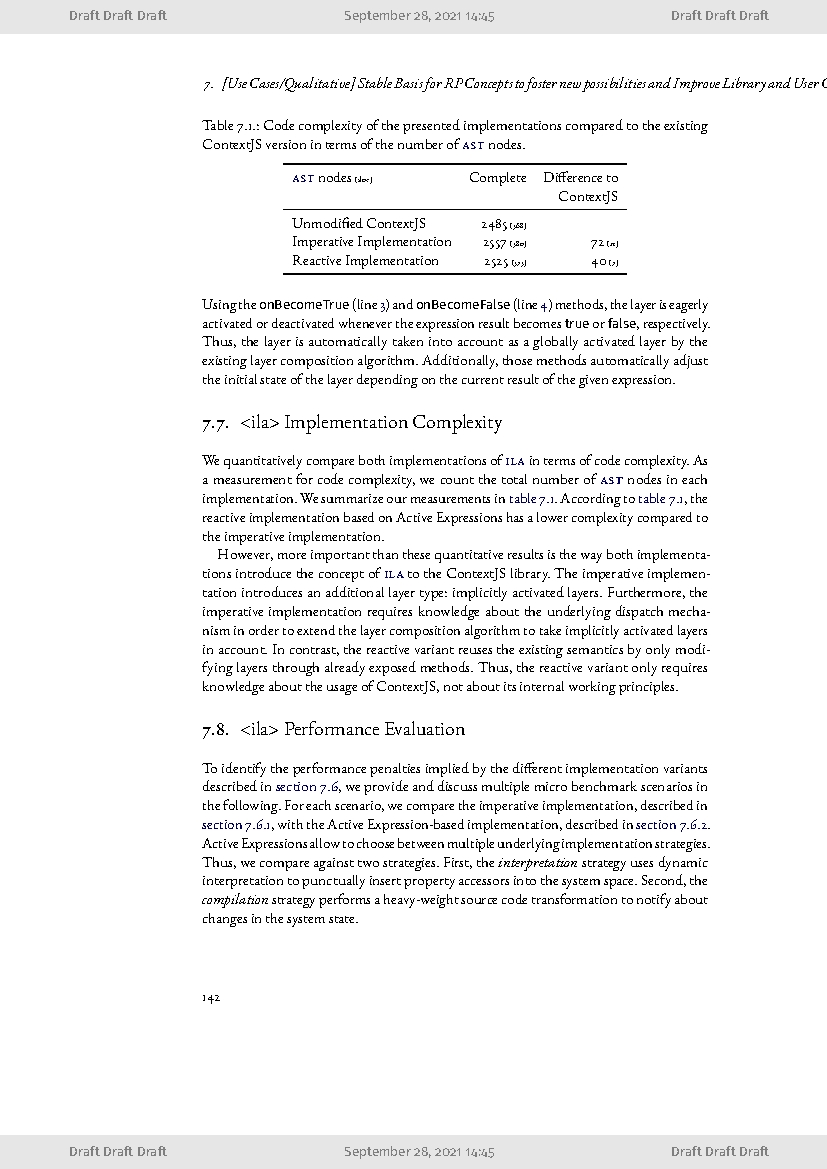 Draft Draft Draft September 28, 2021 14:45 Draft Draft Draft
7. [Use Cases/Qualitative] Stable Basis for RP Concepts to foster new possibilities and Improve Library and User
Table 7.1.: Code complexity of the presented implementations compared to the existing
ContextJS version in terms of the number of AST nodes.
AST nodes [sloc] Complete Difference to
ContextJS
Unmodified ContextJS 2485 [568]
Imperative Implementation 2557 [580] 72 [12]
Reactive Implementation 2525 [575] 40 [7]
Using the onBecomeTrue (line 3) and onBecomeFalse (line 4) methods, the layer is eagerly
activated or deactivated whenever the expression result becomes true or false, respectively.
Thus, the layer is automatically taken into account as a globally activated layer by the
existing layer composition algorithm. Additionally, those methods automatically adjust
the initial state of the layer depending on the current result of the given expression.
7.7. <ila> Implementation Complexity
We quantitatively compare both implementations of ILA in terms of code complexity. As
a measurement for code complexity, we count the total number of AST nodes in each
implementation. We summarize our measurements in table 7.1. According to table 7.1, the
reactive implementation based on Active Expressions has a lower complexity compared to
the imperative implementation.
However, more important than these quantitative results is the way both implementa-
tions introduce the concept of ILA to the ContextJS library. The imperative implemen-
tation introduces an additional layer type: implicitly activated layers. Furthermore, the
imperative implementation requires knowledge about the underlying dispatch mecha-
nism in order to extend the layer composition algorithm to take implicitly activated layers
in account. In contrast, the reactive variant reuses the existing semantics by only modi-
fying layers through already exposed methods. Thus, the reactive variant only requires
knowledge about the usage of ContextJS, not about its internal working principles.
7.8. <ila> Performance Evaluation
To identify the performance penalties implied by the different implementation variants
described in section 7.6, we provide and discuss multiple micro benchmark scenarios in
the following. For each scenario, we compare the imperative implementation, described in
section 7.6.1, with the Active Expression-based implementation, described in section 7.6.2.
Active Expressions allow to choose between multiple underlying implementation strategies.
Thus, we compare against two strategies. First, the interpretation strategy uses dynamic
interpretation to punctually insert property accessors into the system space. Second, the
compilation strategy performs a heavy-weight source code transformation to notify about
changes in the system state.
142
Draft Draft Draft September 28, 2021 14:45 Draft Draft Draft